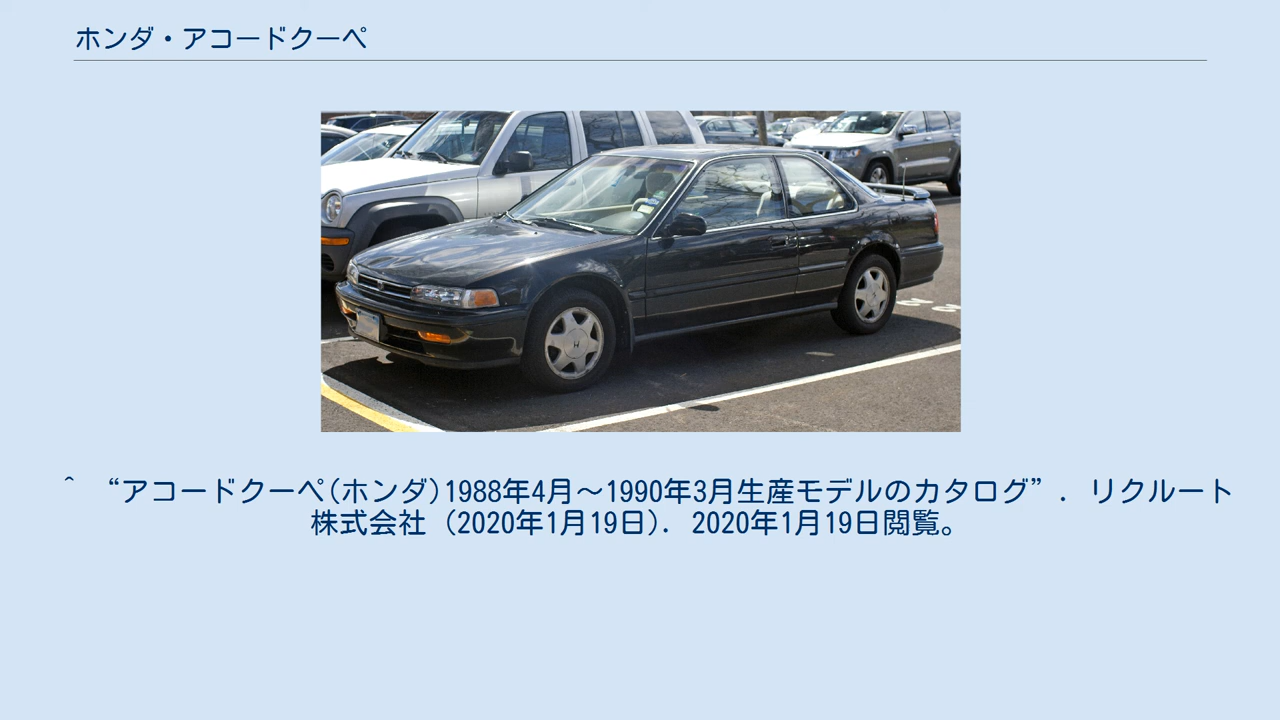 ホンダ・アコードクーペ
^ “アコードクーペ(ホンダ)1988年4月～1990年3月生産モデルのカタログ”. リクルート
株式会社 (2020年1月19日). 2020年1月19日閲覧。